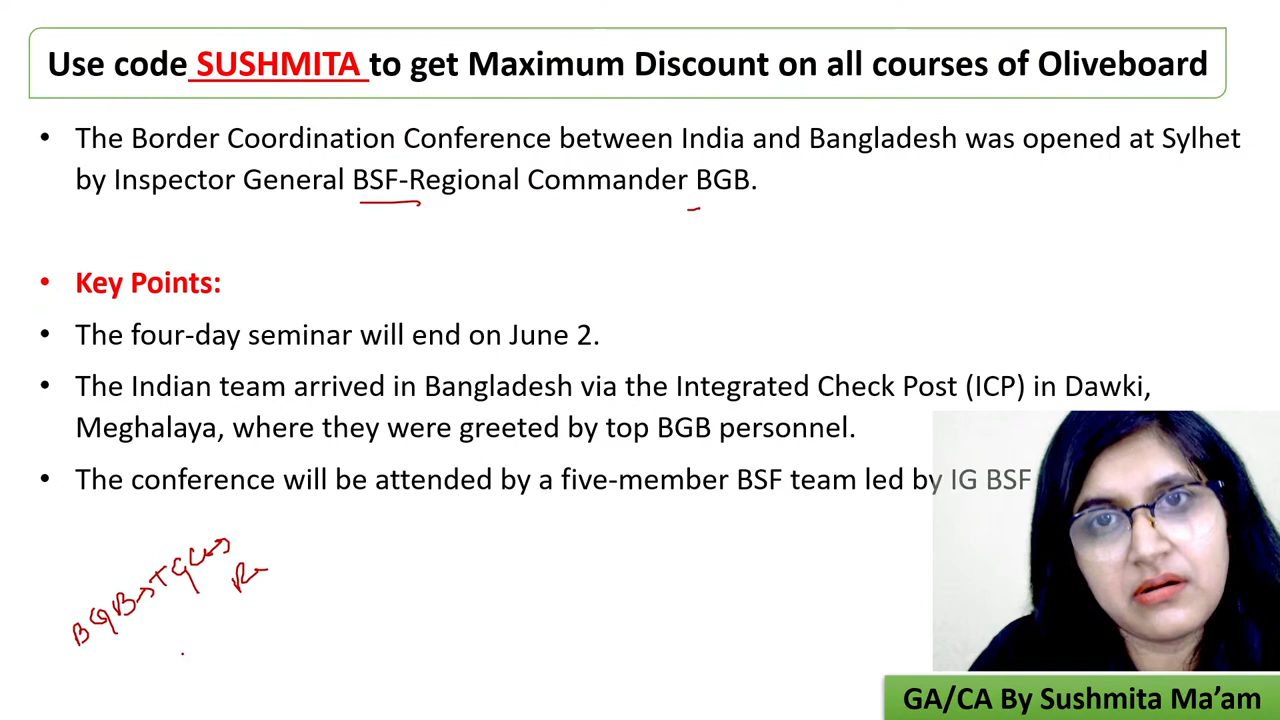 Use code SUSHMITA to get Maximum Discount on all courses of Oliveboard
• The Border Coordination Conference between India and Bangladesh was opened at Sylhet
by Inspector General BSF-Regional Commander BGB.
• Key Points:
• The four-day seminar will end on June 2.
• The Indian team arrived in Bangladesh via the Integrated Check Post (ICP) in Dawki,
Meghalaya, where they were greeted by top BGB personnel.
• The conference will be attended by a five-member BSF team led by IG BSF
BGB→
GA/CA By Sushmita Ma’am